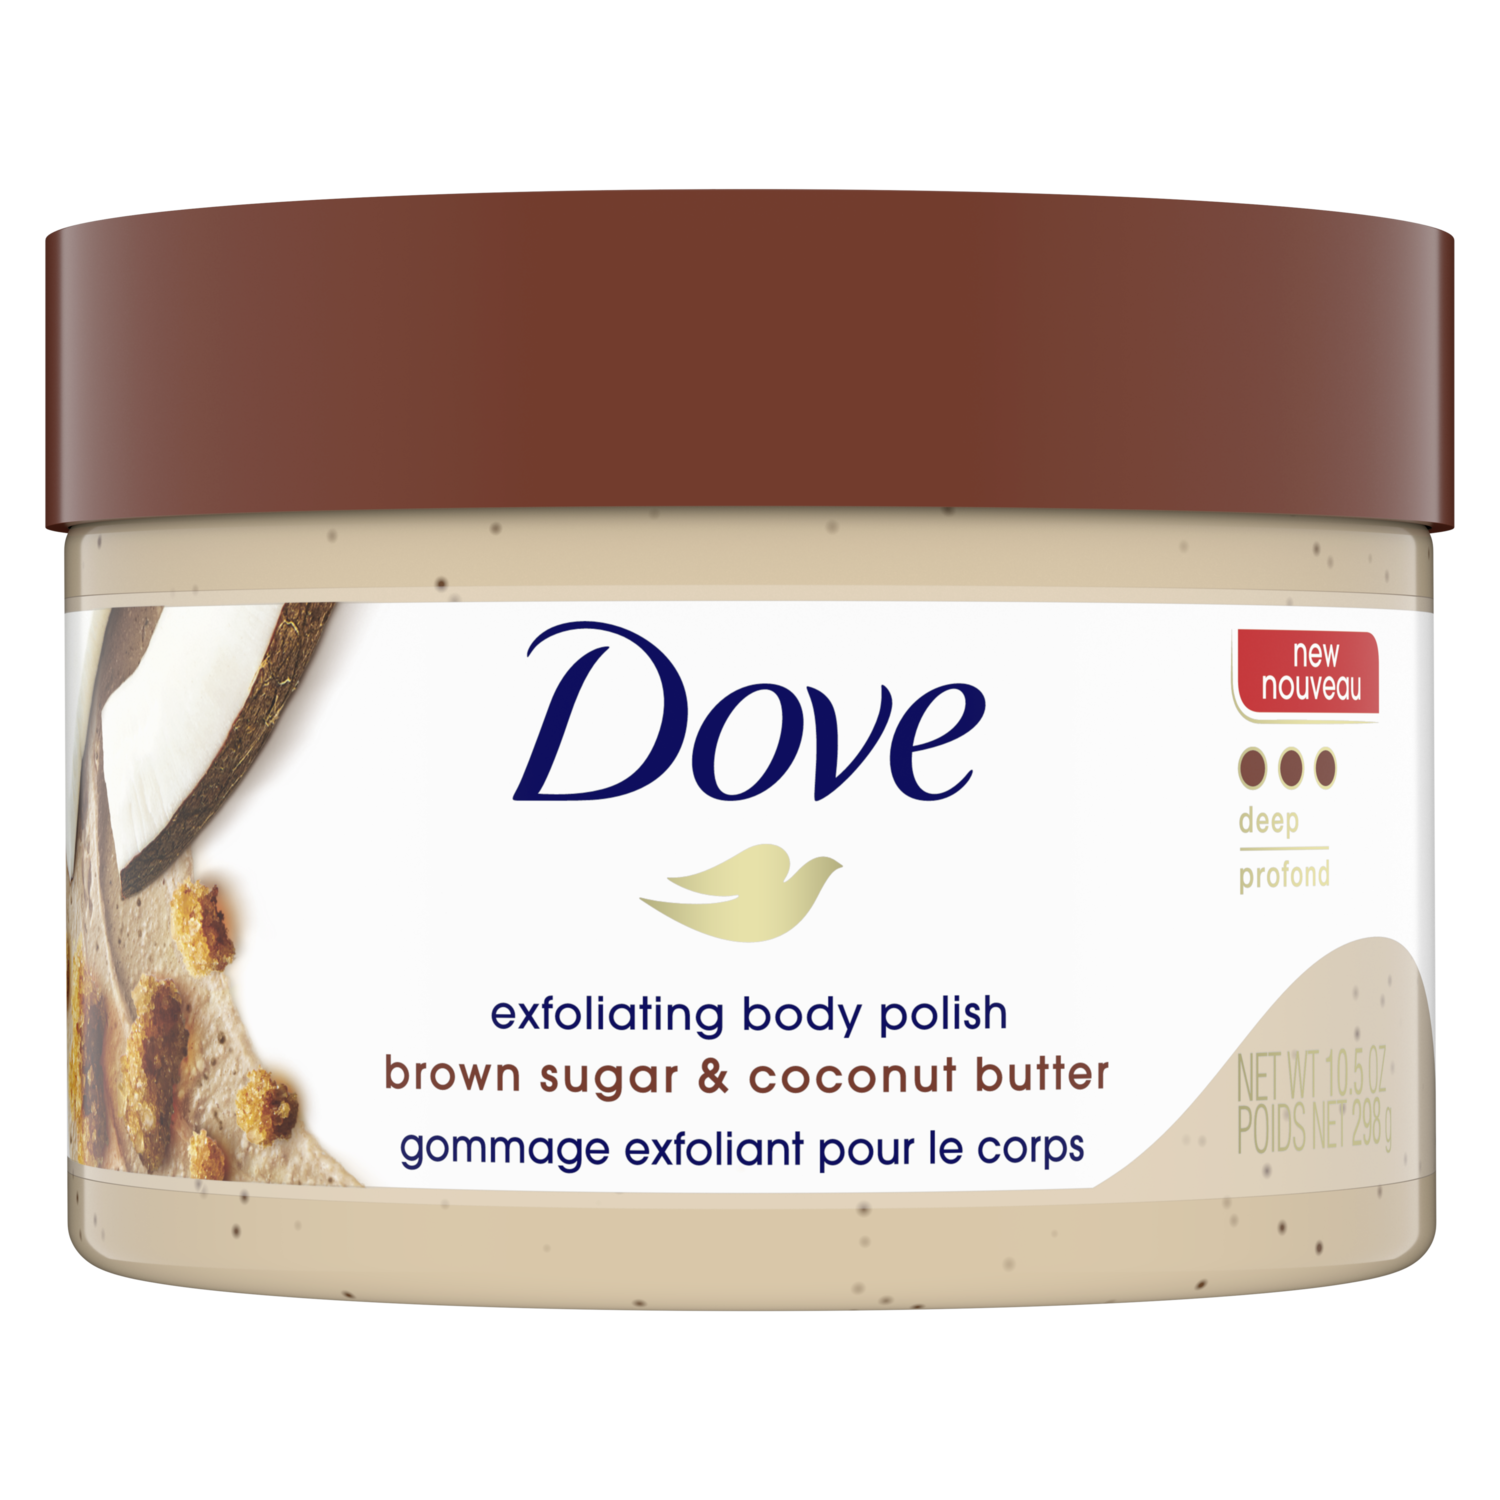 Dove
new
nouveau
deep
profond
exfoliating body polish
brown sugar & coconut butter
gommage exfoliant pour le corps
NET WT 10.5 OZ
POIDS NET 298 g